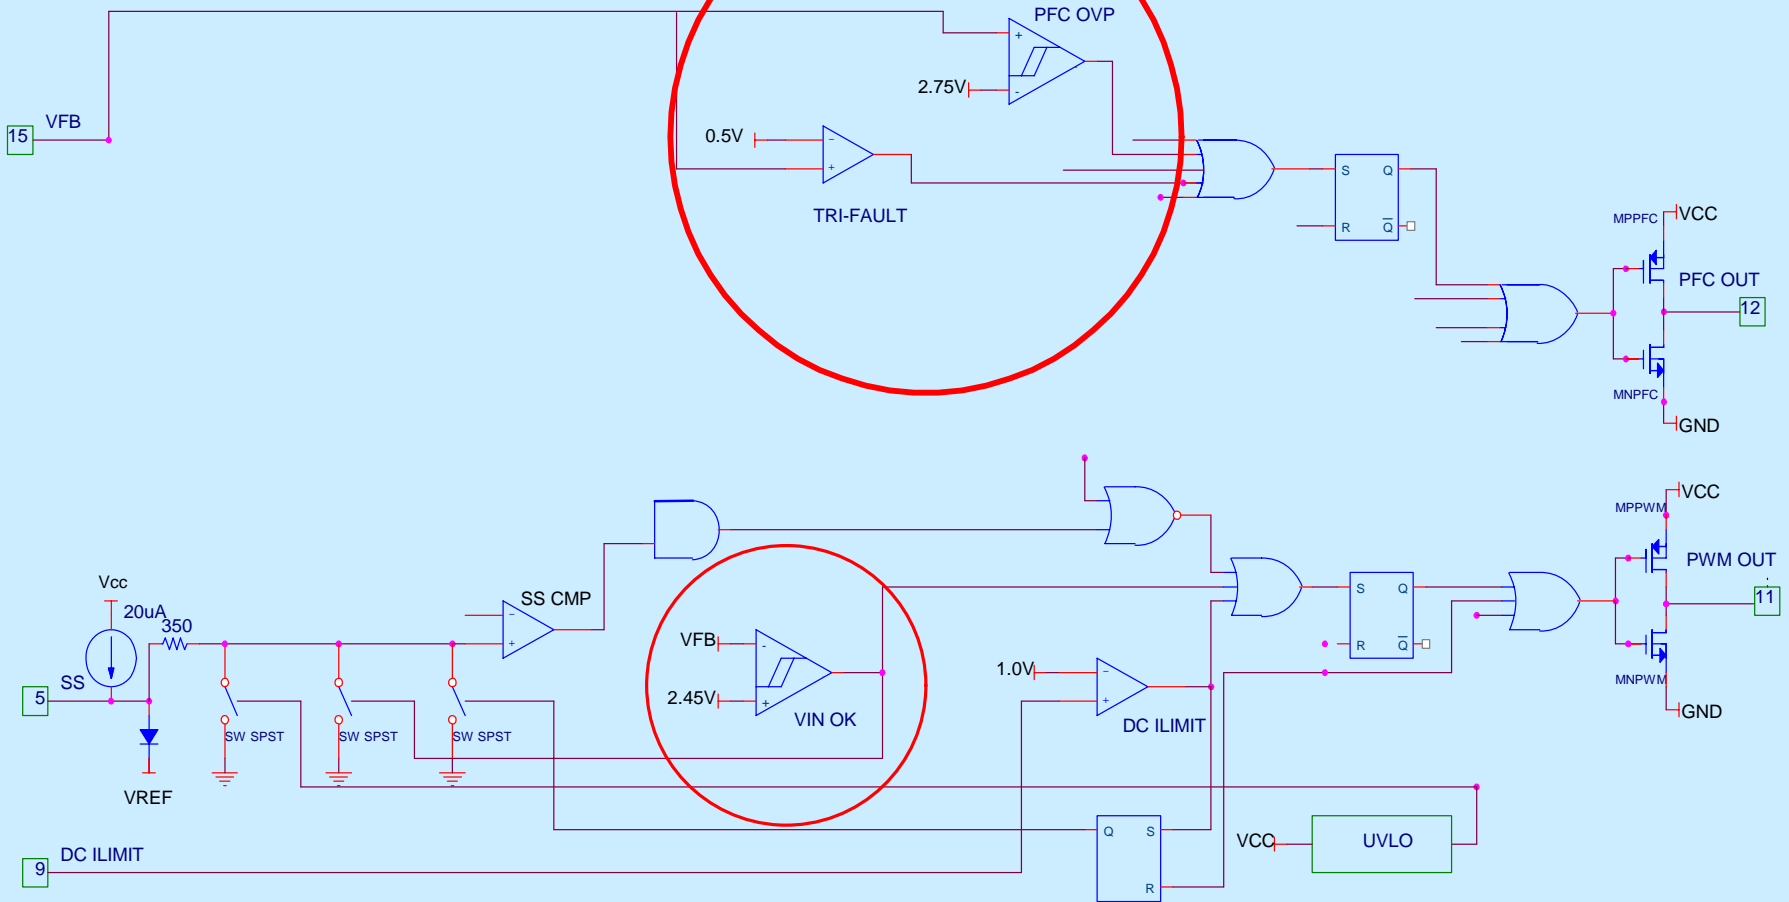 PFC OVP
+
2.75V
-
15
VFB
0.5V
−
+
TRI-FAULT
S
Q
R
Q
MPPFC
VCC
PFC OUT
12
MNPFC
GND
VCC
MPPWM
PWM OUT
11
Vcc
20uA
350
SS CMP
−
+
SS
5
VFB
-
2.45V
+
VIN OK
1.0V
−
+
DC ILIMIT
S
Q
R
Q
MNPWM
GND
SW SPST
SW SPST
SW SPST
VREF
Q
S
R
VCC
UVLO
DC ILIMIT
9